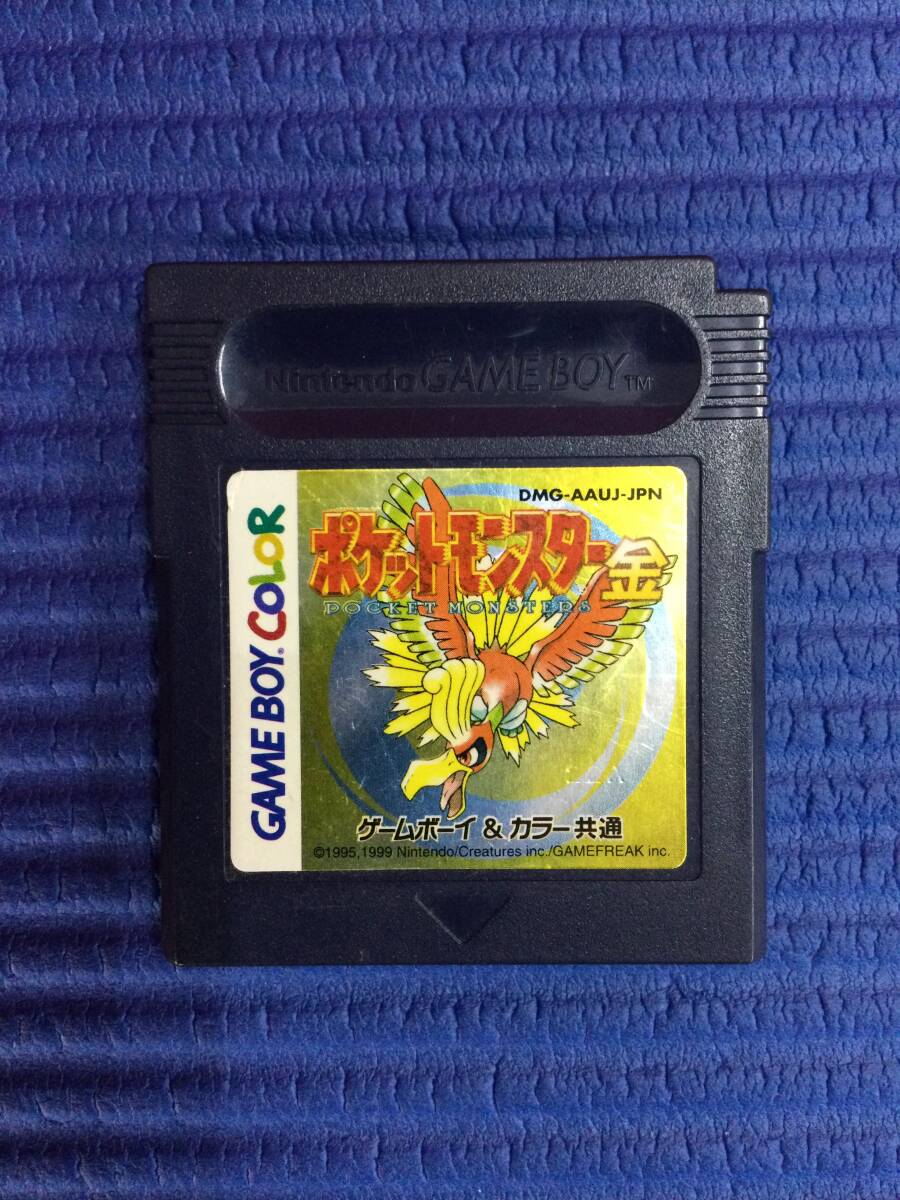 Nintendo GAME BOY TM
DMG-AAUJ-JPN
ポケットモンスター金
POCKET MONSTERS
GAME BOY® COLOR
ゲームボーイ & カラー共通
©1995,1999 Nintendo/Creatures inc./GAMEFREAK inc.